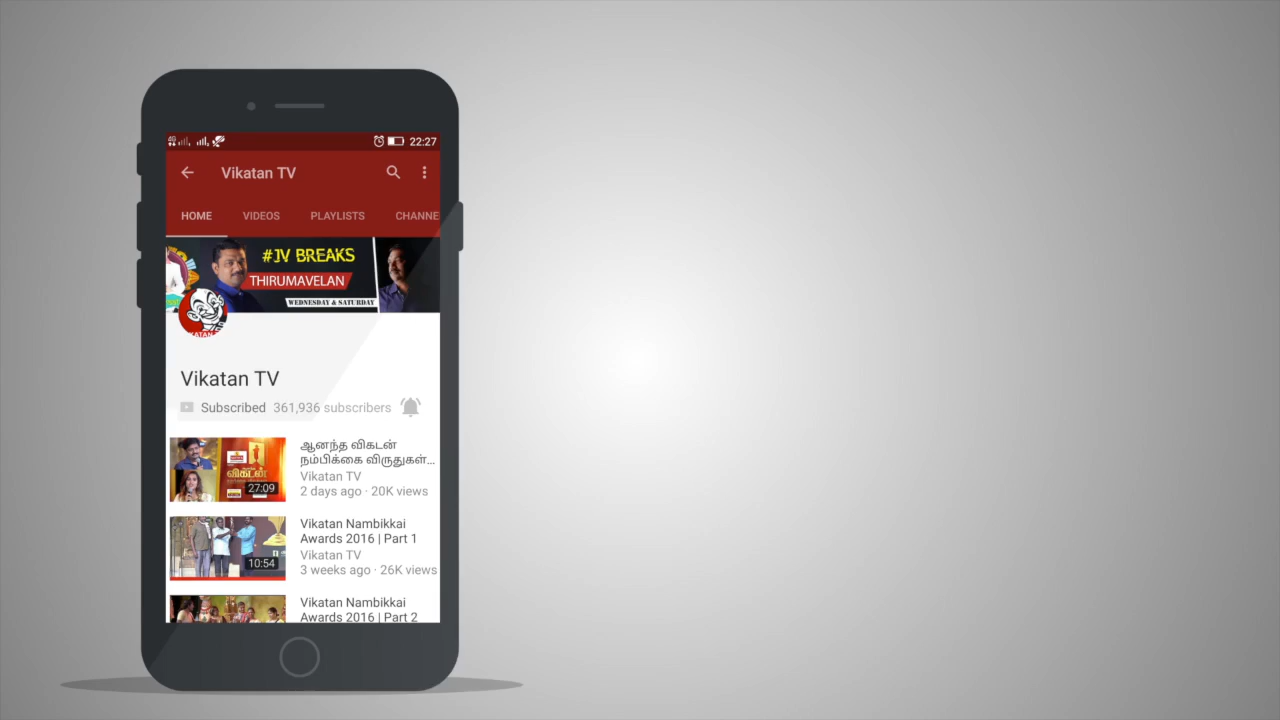 4G 22:27
Vikatan TV
HOME VIDEOS PLAYLISTS CHANNE
#JV BREAKS
THIRUMAVELAN
WEDNESDAY & SATURDAY
Vikatan TV
Subscribed 361,936 subscribers
ஆனந்த விகடன்
நம்பிக்கை விருதுகள்...
Vikatan TV
2 days ago · 20K views
விகடன்
27:09
Vikatan Nambikkai
Awards 2016 | Part 1
Vikatan TV
3 weeks ago · 26K views
10:54
Vikatan Nambikkai
Awards 2016 | Part 2